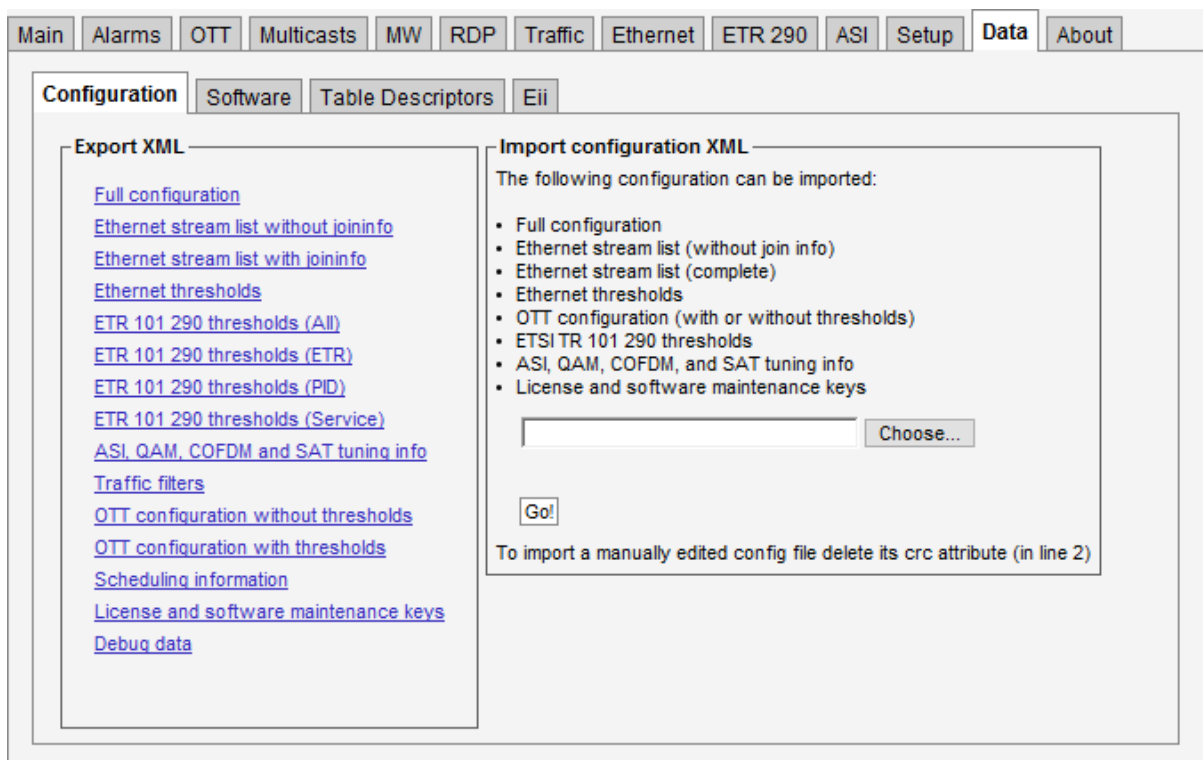 Main Alarms OTT Multicasts MW RDP Traffic Ethernet ETR 290 ASI Setup Data About
Configuration Software Table Descriptors Eii
Export XML
Full configuration
Ethernet stream list without joininfo
Ethernet stream list with joininfo
Ethernet thresholds
ETR 101 290 thresholds (All)
ETR 101 290 thresholds (ETR)
ETR 101 290 thresholds (PID)
ETR 101 290 thresholds (Service)
ASI, QAM, COFDM and SAT tuning info
Traffic filters
OTT configuration without thresholds
OTT configuration with thresholds
Scheduling information
License and software maintenance keys
Debug data
Import configuration XML
The following configuration can be imported:
• Full configuration
• Ethernet stream list (without join info)
• Ethernet stream list (complete)
• Ethernet thresholds
• OTT configuration (with or without thresholds)
• ETSI TR 101 290 thresholds
• ASI, QAM, COFDM, and SAT tuning info
• License and software maintenance keys
Choose...
Go!
To import a manually edited config file delete its crc attribute (in line 2)